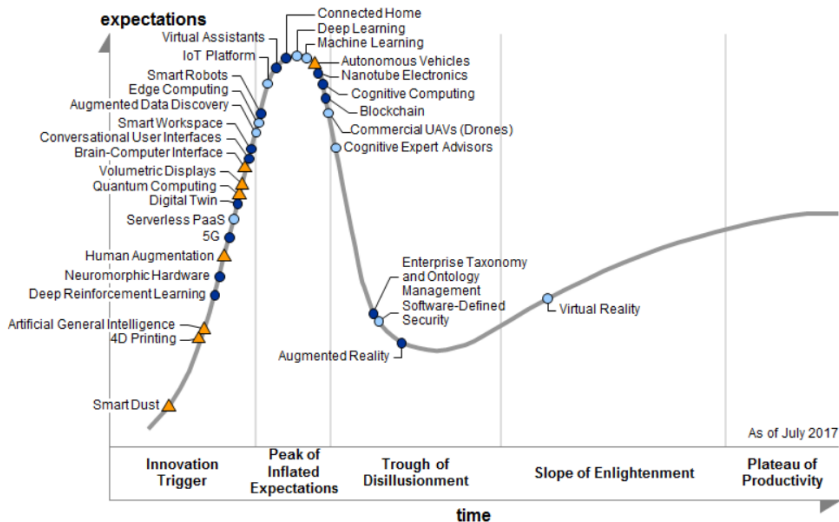 expectations
Connected Home
Deep Learning
Virtual Assistants
Machine Learning
IoT Platform
Autonomous Vehicles
Smart Robots
Nanotube Electronics
Edge Computing
Cognitive Computing
Augmented Data Discovery
Blockchain
Smart Workspace
Commercial UAVs (Drones)
Conversational User Interfaces
Cognitive Expert Advisors
Brain-Computer Interface
Volumetric Displays
Quantum Computing
Digital Twin
Serverless PaaS
5G
Human Augmentation
Neuromorphic Hardware
Deep Reinforcement Learning
Artificial General Intelligence
4D Printing
Smart Dust
Enterprise Taxonomy
and Ontology
Management
Software-Defined
Security
Augmented Reality
Virtual Reality
As of July 2017
Innovation
Trigger
Peak of
Inflated
Expectations
Trough of
Disillusionment
Slope of Enlightenment
Plateau of
Productivity
time